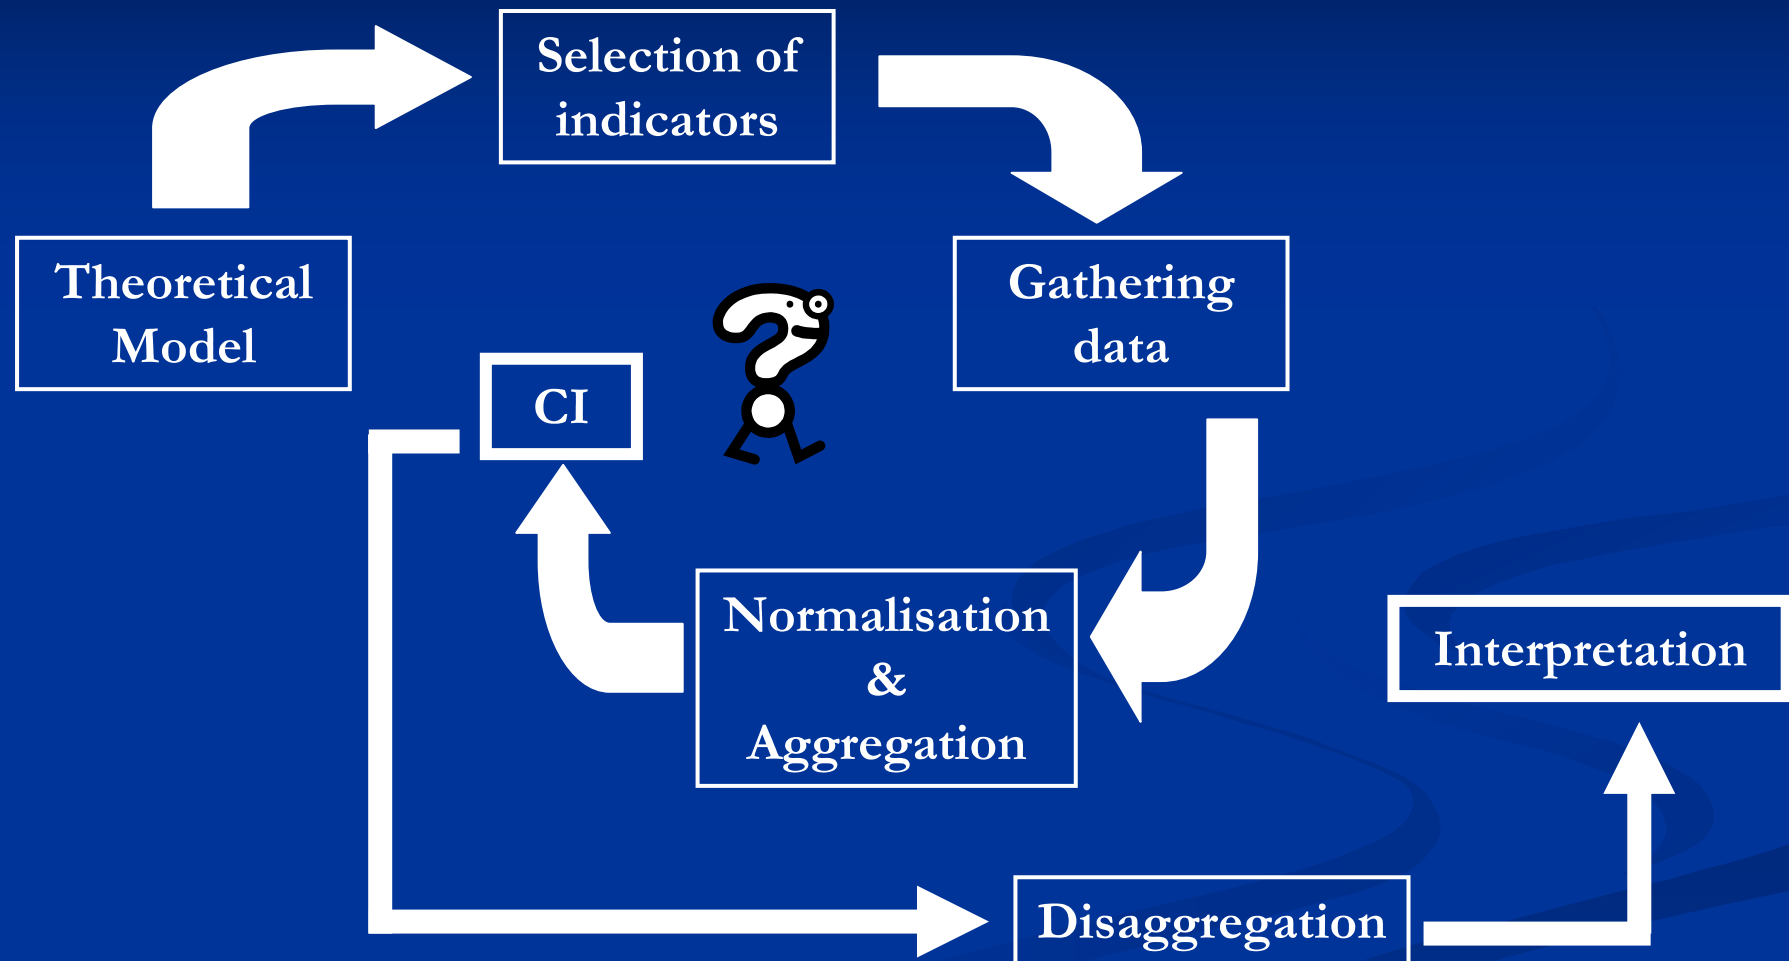 Selection of
indicators
Theoretical
Model
Gathering
data
CI
Normalisation
&
Aggregation
Interpretation
Disaggregation